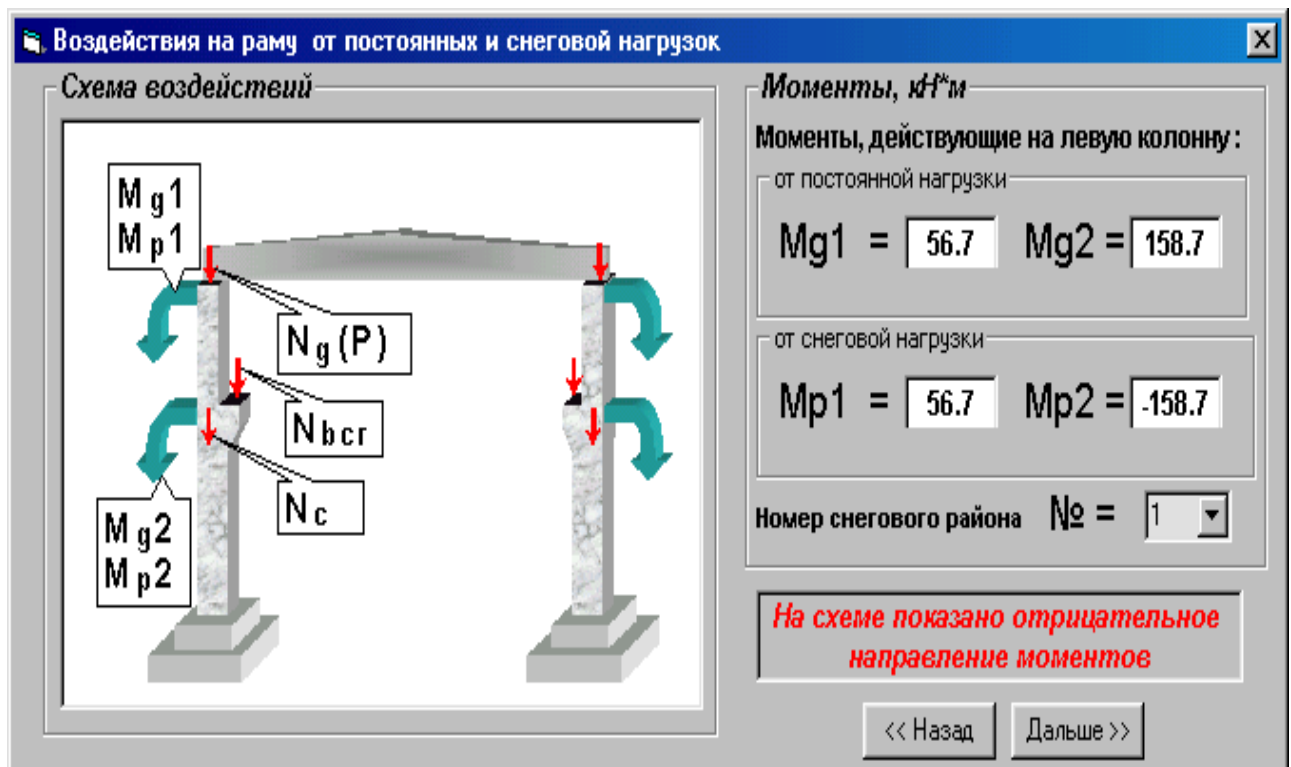 Воздействия на раму от постоянных и снеговой нагрузок
Схема воздействий
M g1
M p1
N g (P)
N bcr
N c
M g2
M p2
Моменты, кН*м
Моменты, действующие на левую колонну :
от постоянной нагрузки
Mg1 = 56.7 Mg2 = 158.7
от снеговой нагрузки
Mp1 = 56.7 Mp2 = -158.7
Номер снегового района № = 1
На схеме показано отрицательное
направление моментов
<< Назад Дальше >>